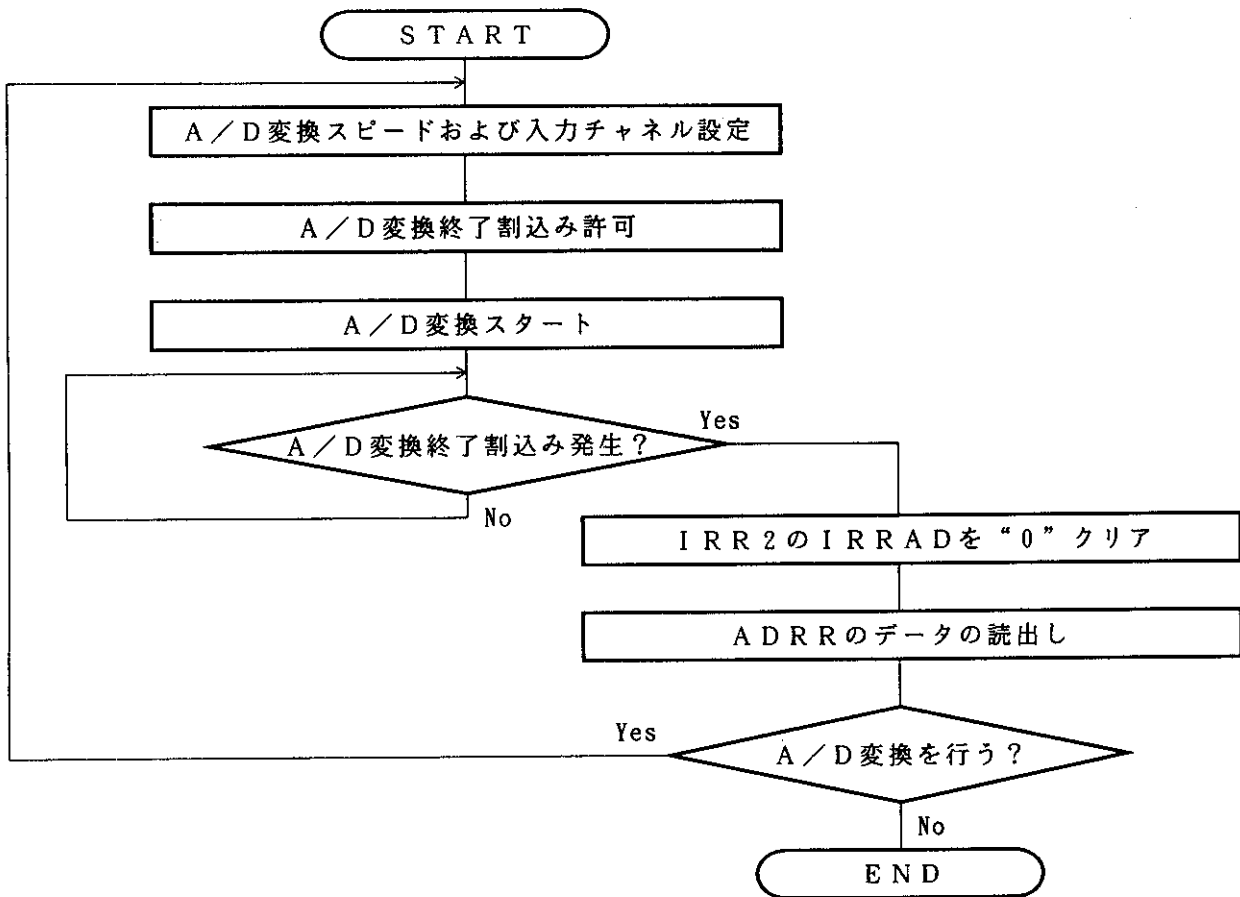 START
A/D変換スピードおよび入力チャネル設定
A/D変換終了割込み許可
A/D変換スタート
A/D変換終了割込み発生?
Yes
No
IRR2のIRRADを“0”クリア
ADRRのデータの読出し
A/D変換を行う?
Yes
No
END